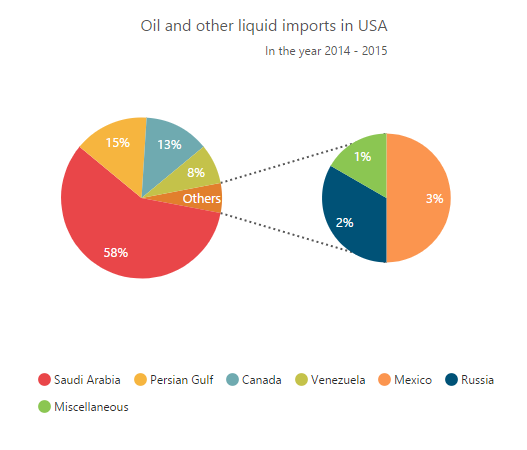 Oil and other liquid imports in USA
In the year 2014 - 2015
15%
13%
8%
Others
58%
1%
3%
2%
Saudi Arabia Persian Gulf Canada Venezuela Mexico Russia
Miscellaneous